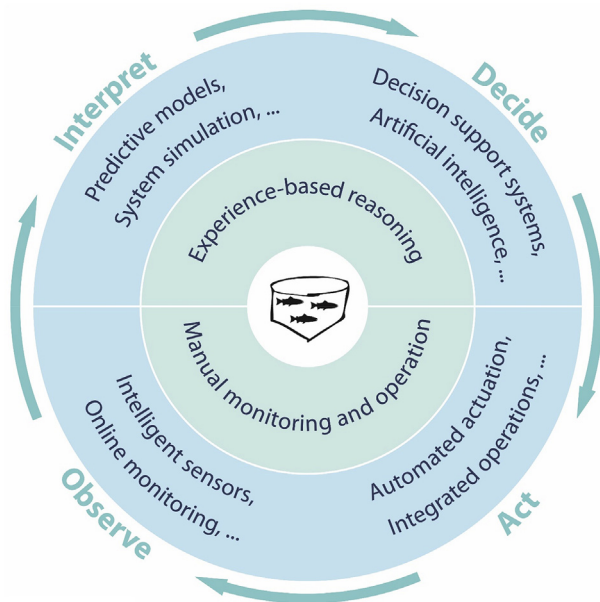 Interpret
Decide
Predictive models,
System simulation, ...
Decision support systems,
Artificial intelligence, ...
Experience-based reasoning
Manual monitoring and operation
Intelligent sensors,
Online monitoring, ...
Automated actuation,
Integrated operations, ...
Observe
Act